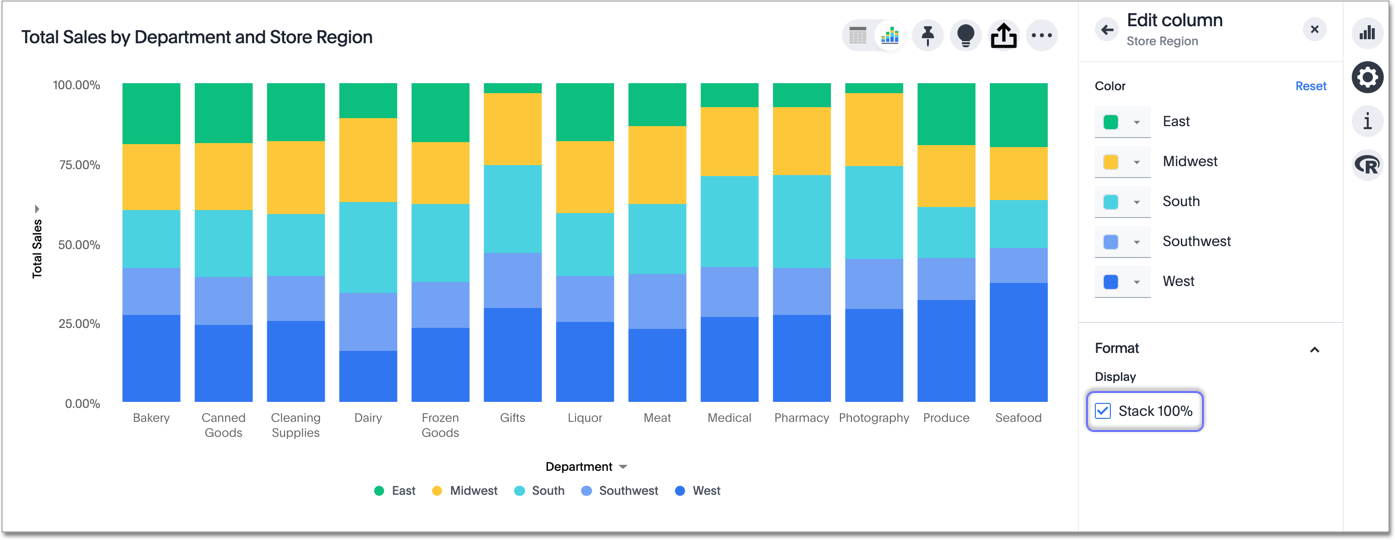 Total Sales by Department and Store Region
100.00%
75.00%
50.00%
25.00%
0.00%
Total Sales
Bakery
Canned
Goods
Cleaning
Supplies
Dairy
Frozen
Goods
Gifts
Liquor
Meat
Medical
Pharmacy
Photography
Produce
Seafood
Department
East
Midwest
South
Southwest
West
Edit column
Store Region
Color
Reset
East
Midwest
South
Southwest
West
Format
Display
Stack 100%
i
R